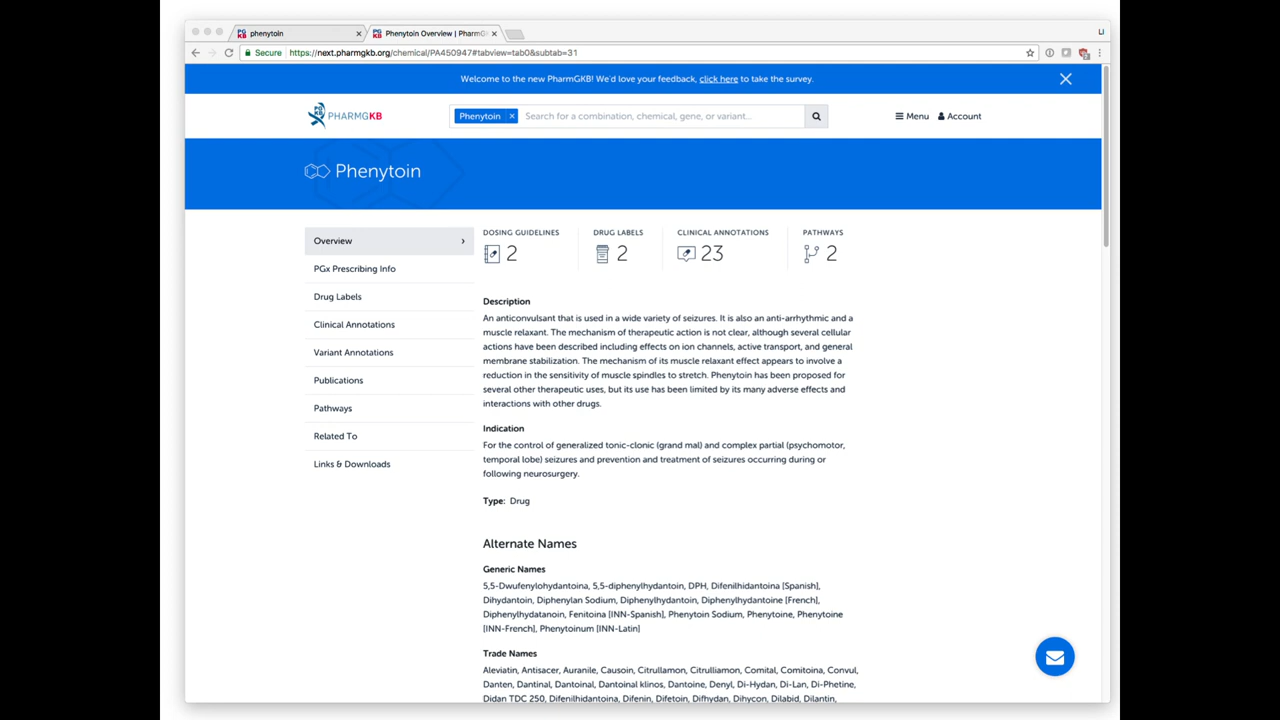 phenytoin
Phenytoin Overview | PharmG
LI
Secure https://next.pharmgkb.org/chemical/PA450947#tabview=tab0&subtab=31
Welcome to the new PharmGKB! We'd love your feedback, click here to take the survey.
PHARMGKB
Phenytoin × Search for a combination, chemical, gene, or variant...
Menu Account
Phenytoin
Overview
PGx Prescribing Info
Drug Labels
Clinical Annotations
Variant Annotations
Publications
Pathways
Related To
Links & Downloads
DOSING GUIDELINES DRUG LABELS CLINICAL ANNOTATIONS PATHWAYS
2 2 23 2
Description
An anticonvulsant that is used in a wide variety of seizures. It is also an anti-arrhythmic and a
muscle relaxant. The mechanism of therapeutic action is not clear, although several cellular
actions have been described including effects on ion channels, active transport, and general
membrane stabilization. The mechanism of its muscle relaxant effect appears to involve a
reduction in the sensitivity of muscle spindles to stretch. Phenytoin has been proposed for
several other therapeutic uses, but its use has been limited by its many adverse effects and
interactions with other drugs.
Indication
For the control of generalized tonic-clonic (grand mal) and complex partial (psychomotor,
temporal lobe) seizures and prevention and treatment of seizures occurring during or
following neurosurgery.
Type: Drug
Alternate Names
Generic Names
5,5-Dwufenylohydantoina, 5,5-diphenylhydantoin, DPH, Difenilhidantoina [Spanish],
Dihydantoin, Diphenylan Sodium, Diphenylhydantoin, Diphenylhydantoine [French],
Diphenylhydatanoin, Fenitoina [INN-Spanish], Phenytoin Sodium, Phenytoine, Phenytoine
[INN-French], Phenytoinum [INN-Latin]
Trade Names
Aleviatin, Antisacer, Auranile, Causoin, Citrullamon, Citrulliamon, Comital, Comitoina, Convul,
Danten, Dantinal, Dantoinal, Dantoinal klinos, Dantoine, Denyl, Di-Hydan, Di-Lan, Di-Phetine,
Didan TDC 250, Difenilhidantoina, Difenin, Difetoin, Difhydan, Dihycon, Dilabid, Dilantin,